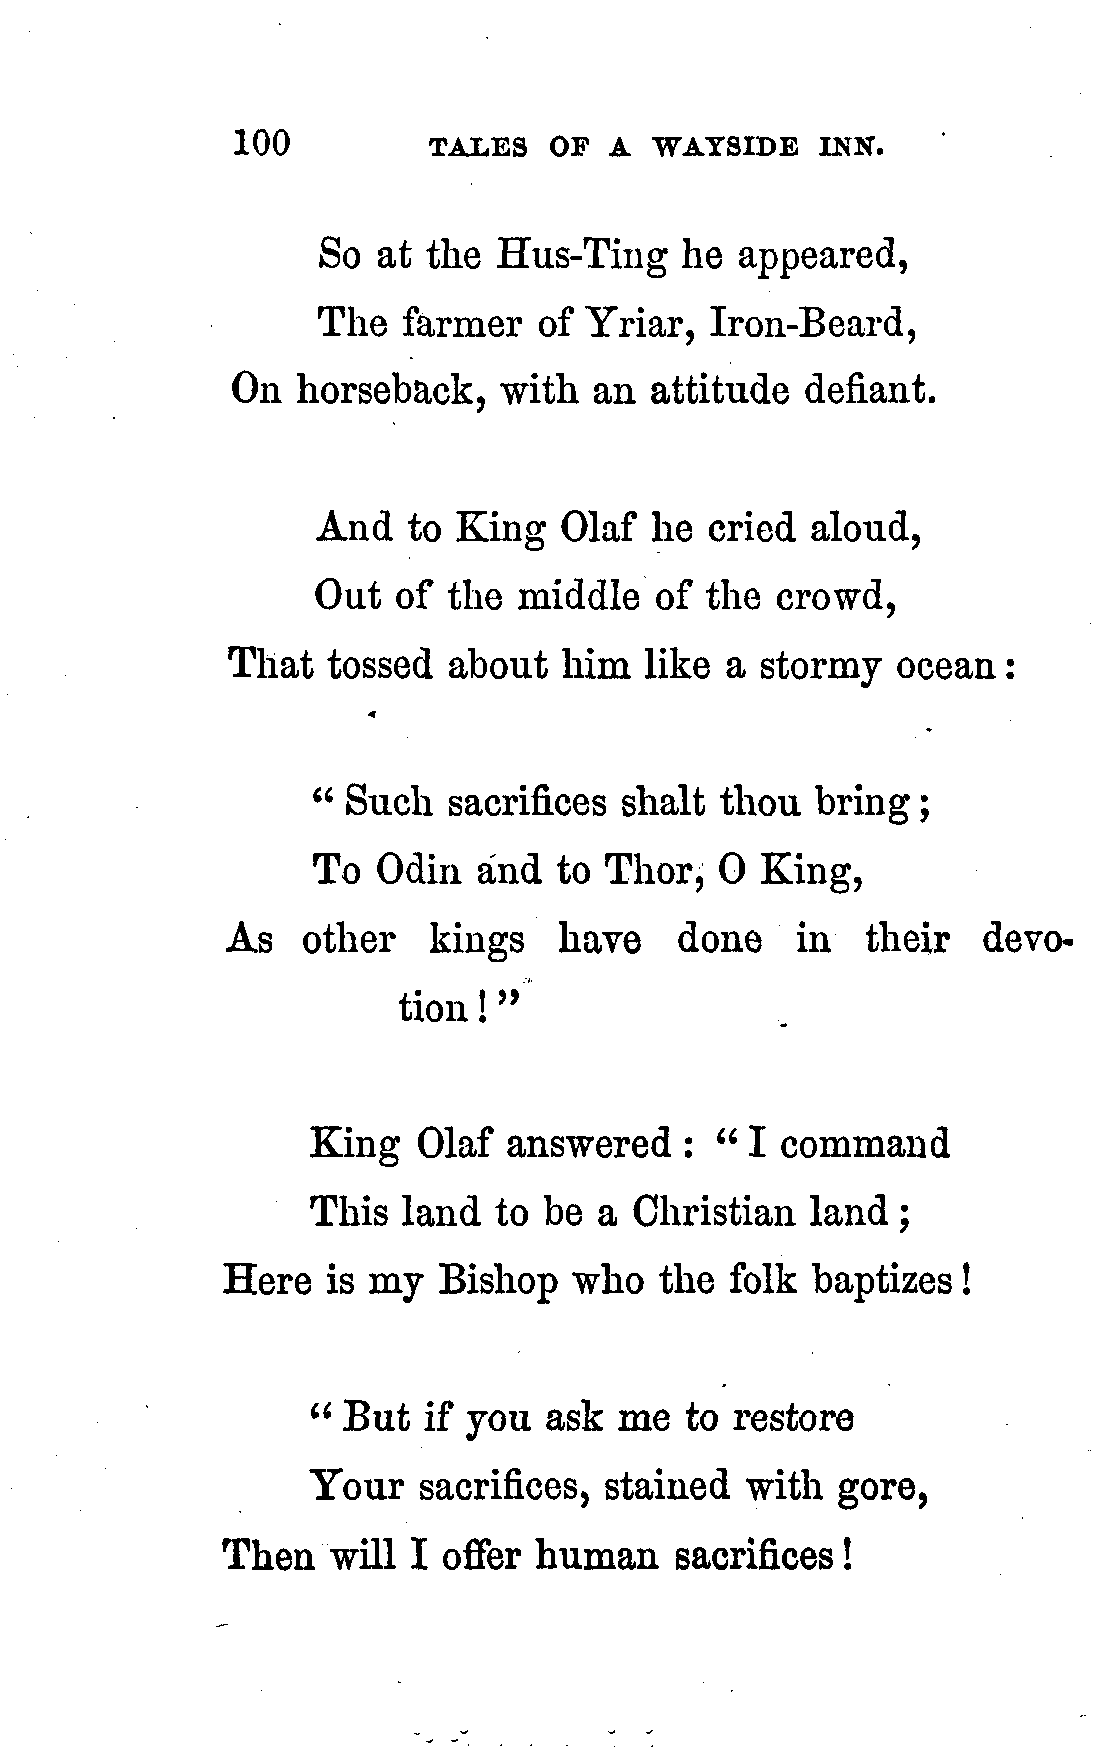 100 TALES OF A WAYSIDE INN.
So at the Hus-Ting he appeared,
The farmer of Yriar, Iron-Beard,
On horseback, with an attitude defiant.
And to King Olaf he cried aloud,
Out of the middle of the crowd,
That tossed about him like a stormy ocean:
“Such sacrifices shalt thou bring;
To Odin and to Thor, O King,
As other kings have done in their devo-
tion!”
King Olaf answered: “I command
This land to be a Christian land;
Here is my Bishop who the folk baptizes!
“But if you ask me to restore
Your sacrifices, stained with gore,
Then will I offer human sacrifices!